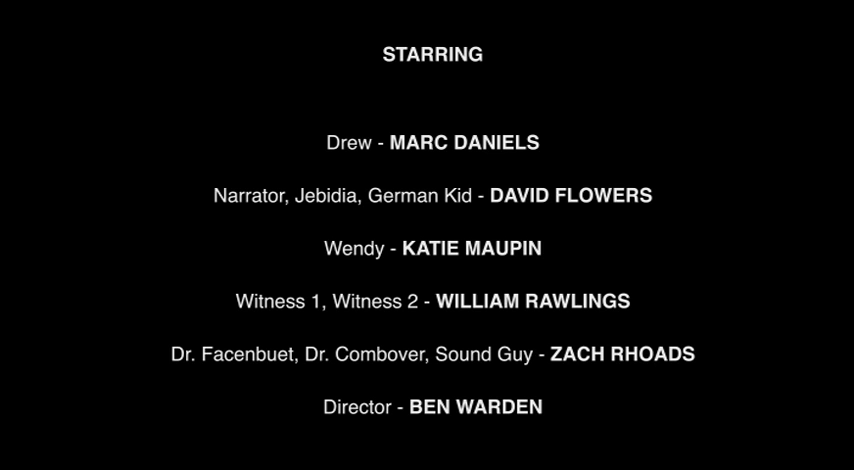 STARRING
Drew - MARC DANIELS
Narrator, Jebidia, German Kid - DAVID FLOWERS
Wendy - KATIE MAUPIN
Witness 1, Witness 2 - WILLIAM RAWLINGS
Dr. Facenbuet, Dr. Combover, Sound Guy - ZACH RHOADS
Director - BEN WARDEN